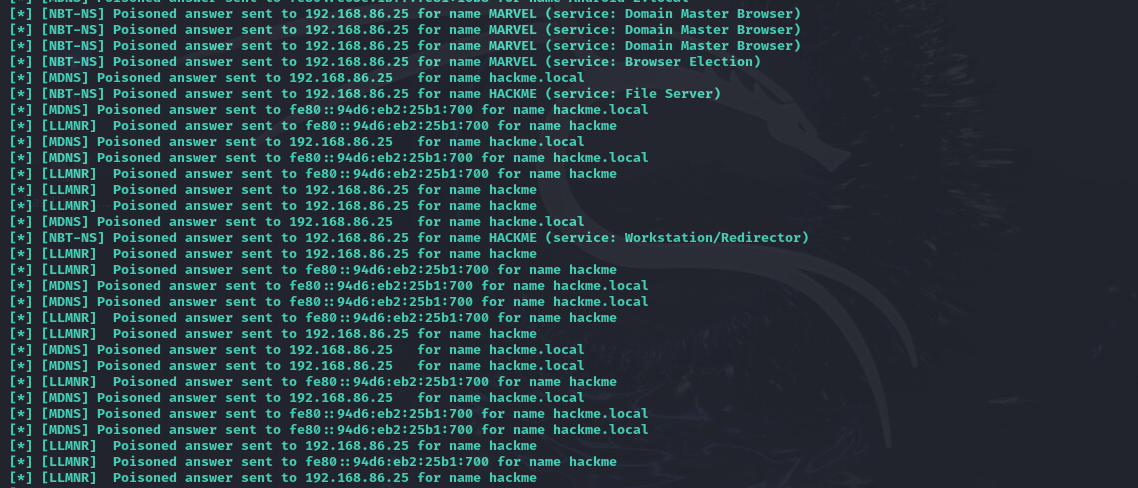 [*] [NBT-NS] Poisoned answer sent to 192.168.86.25 for name MARVEL (service: Domain Master Browser)
[*] [NBT-NS] Poisoned answer sent to 192.168.86.25 for name MARVEL (service: Domain Master Browser)
[*] [NBT-NS] Poisoned answer sent to 192.168.86.25 for name MARVEL (service: Domain Master Browser)
[*] [NBT-NS] Poisoned answer sent to 192.168.86.25 for name MARVEL (service: Browser Election)
[*] [MDNS] Poisoned answer sent to 192.168.86.25   for name hackme.local
[*] [NBT-NS] Poisoned answer sent to 192.168.86.25 for name HACKME (service: File Server)
[*] [MDNS] Poisoned answer sent to fe80::94d6:eb2:25b1:700 for name hackme.local
[*] [LLMNR]  Poisoned answer sent to fe80::94d6:eb2:25b1:700 for name hackme
[*] [MDNS] Poisoned answer sent to 192.168.86.25   for name hackme.local
[*] [MDNS] Poisoned answer sent to fe80::94d6:eb2:25b1:700 for name hackme.local
[*] [LLMNR]  Poisoned answer sent to fe80::94d6:eb2:25b1:700 for name hackme
[*] [LLMNR]  Poisoned answer sent to 192.168.86.25 for name hackme
[*] [LLMNR]  Poisoned answer sent to 192.168.86.25 for name hackme
[*] [MDNS] Poisoned answer sent to 192.168.86.25   for name hackme.local
[*] [NBT-NS] Poisoned answer sent to 192.168.86.25 for name HACKME (service: Workstation/Redirector)
[*] [LLMNR]  Poisoned answer sent to 192.168.86.25 for name hackme
[*] [LLMNR]  Poisoned answer sent to fe80::94d6:eb2:25b1:700 for name hackme
[*] [MDNS] Poisoned answer sent to fe80::94d6:eb2:25b1:700 for name hackme.local
[*] [MDNS] Poisoned answer sent to fe80::94d6:eb2:25b1:700 for name hackme.local
[*] [LLMNR]  Poisoned answer sent to fe80::94d6:eb2:25b1:700 for name hackme
[*] [LLMNR]  Poisoned answer sent to 192.168.86.25 for name hackme
[*] [MDNS] Poisoned answer sent to 192.168.86.25   for name hackme.local
[*] [MDNS] Poisoned answer sent to 192.168.86.25   for name hackme.local
[*] [LLMNR]  Poisoned answer sent to fe80::94d6:eb2:25b1:700 for name hackme
[*] [MDNS] Poisoned answer sent to 192.168.86.25   for name hackme.local
[*] [MDNS] Poisoned answer sent to fe80::94d6:eb2:25b1:700 for name hackme.local
[*] [MDNS] Poisoned answer sent to fe80::94d6:eb2:25b1:700 for name hackme.local
[*] [LLMNR]  Poisoned answer sent to 192.168.86.25 for name hackme
[*] [LLMNR]  Poisoned answer sent to fe80::94d6:eb2:25b1:700 for name hackme
[*] [LLMNR]  Poisoned answer sent to 192.168.86.25 for name hackme